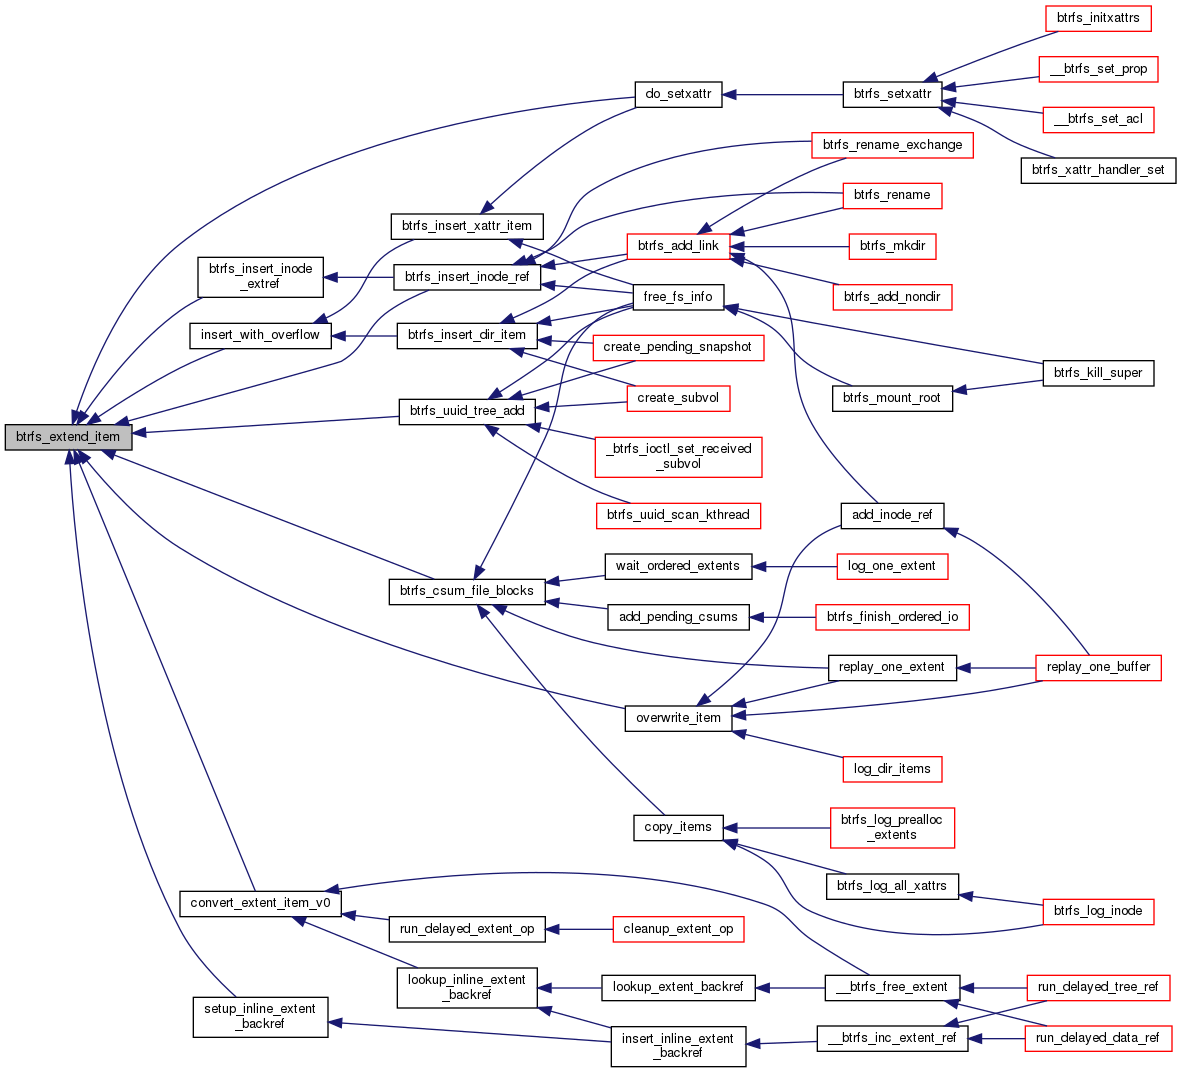 btrfs_initxattrs
__btrfs_set_prop
do_setxattr
btrfs_setxattr
__btrfs_set_acl
btrfs_rename_exchange
btrfs_xattr_handler_set
btrfs_rename
btrfs_insert_xattr_item
btrfs_add_link
btrfs_mkdir
btrfs_insert_inode
_extref
btrfs_insert_inode_ref
free_fs_info
btrfs_add_nondir
insert_with_overflow
btrfs_insert_dir_item
create_pending_snapshot
btrfs_kill_super
create_subvol
btrfs_mount_root
btrfs_uuid_tree_add
btrfs_extend_item
_btrfs_ioctl_set_received
_subvol
btrfs_uuid_scan_kthread
add_inode_ref
wait_ordered_extents
log_one_extent
btrfs_csum_file_blocks
add_pending_csums
btrfs_finish_ordered_io
replay_one_extent
replay_one_buffer
overwrite_item
log_dir_items
copy_items
btrfs_log_prealloc
_extents
btrfs_log_all_xattrs
convert_extent_item_v0
btrfs_log_inode
run_delayed_extent_op
cleanup_extent_op
lookup_inline_extent
_backref
lookup_extent_backref
__btrfs_free_extent
run_delayed_tree_ref
setup_inline_extent
_backref
insert_inline_extent
_backref
__btrfs_inc_extent_ref
run_delayed_data_ref